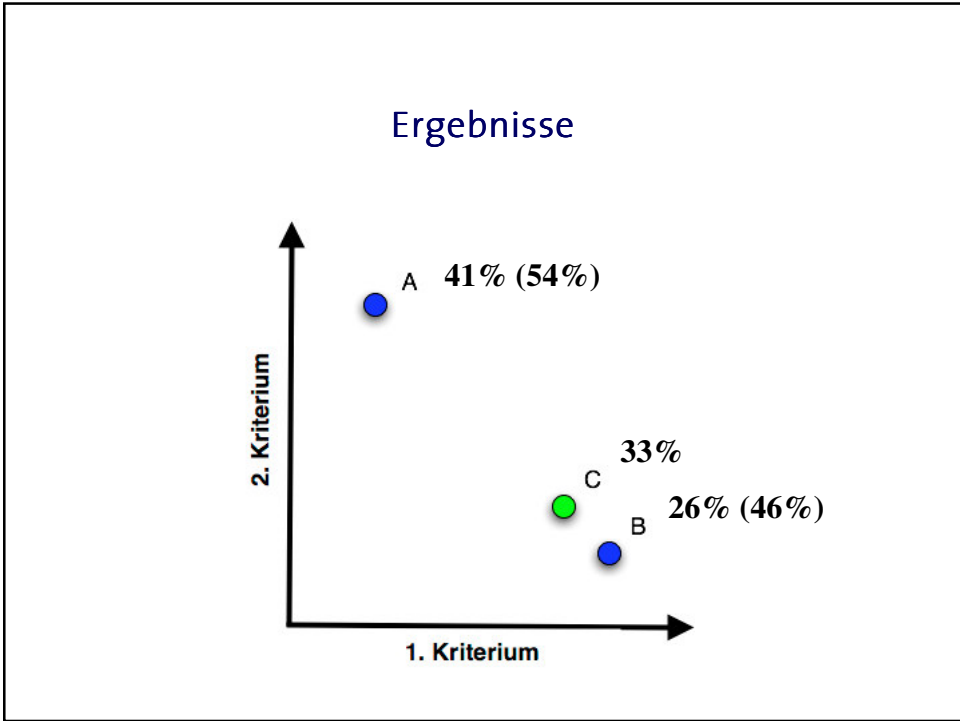 Ergebnisse
A 41% (54%)
2. Kriterium
33%
C
26% (46%)
B
1. Kriterium